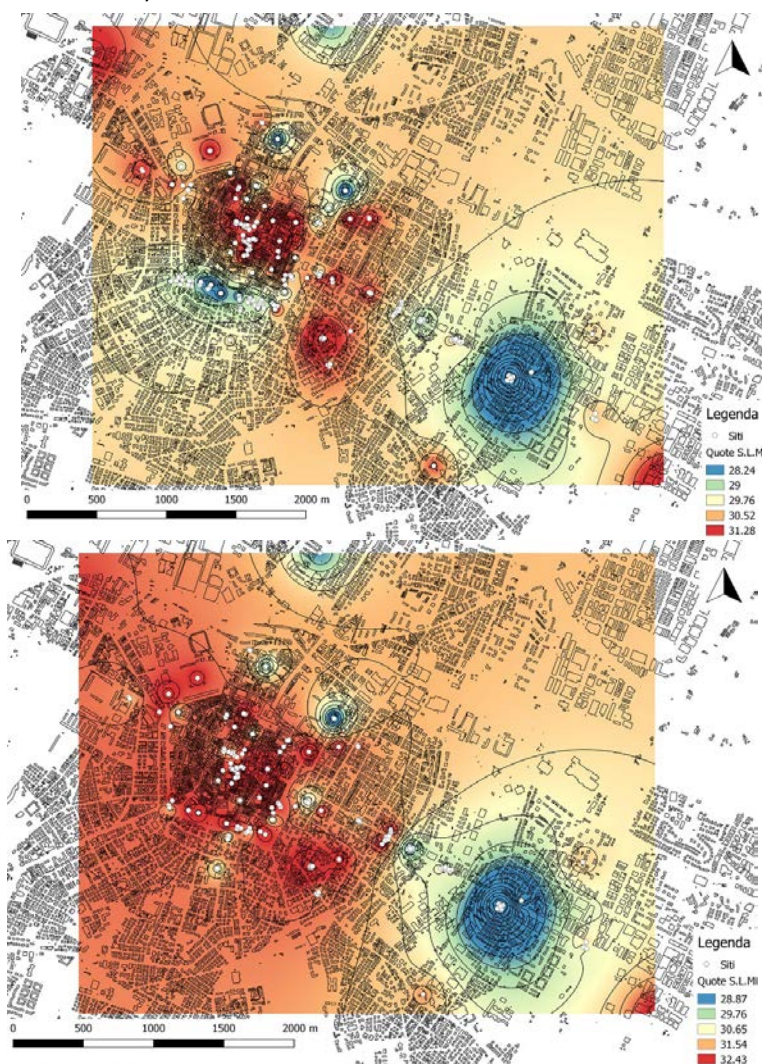 Legenda
Siti
Quote S.L.M
28.24
29
29.76
30.52
31.28
0 500 1000 1500 2000 m
Legenda
Siti
Quote S.L.Ml
28.87
29.76
30.65
31.54
32.43
0 500 1000 1500 2000 m